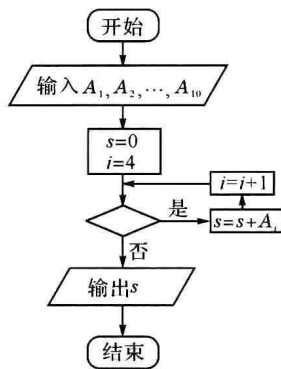 开始
输入 A₁, A₂, ⋯, A₁₀
s=0
i=4
i=i+1
是
s=s+Aᵢ
否
输出s
结束